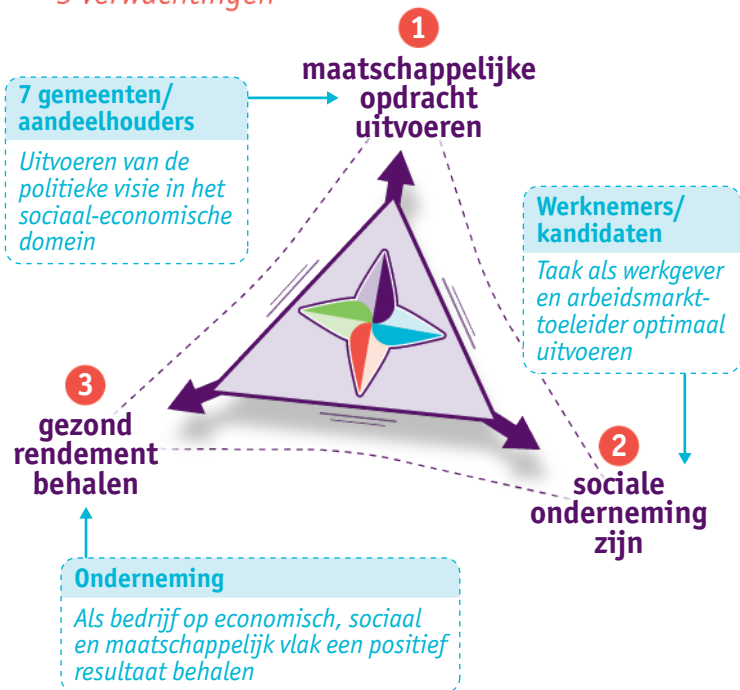 3 verwachtingen
1
maatschappelijke
opdracht
uitvoeren
7 gemeenten/
aandeelhouders
Uitvoeren van de
politieke visie in het
sociaal-economische
domein
Werknemers/
kandidaten
Taak als werkgever
en arbeidsmarkt-
toeleider optimaal
uitvoeren
3
gezond
rendement
behalen
2
sociale
onderneming
zijn
Onderneming
Als bedrijf op economisch, sociaal
en maatschappelijk vlak een positief
resultaat behalen